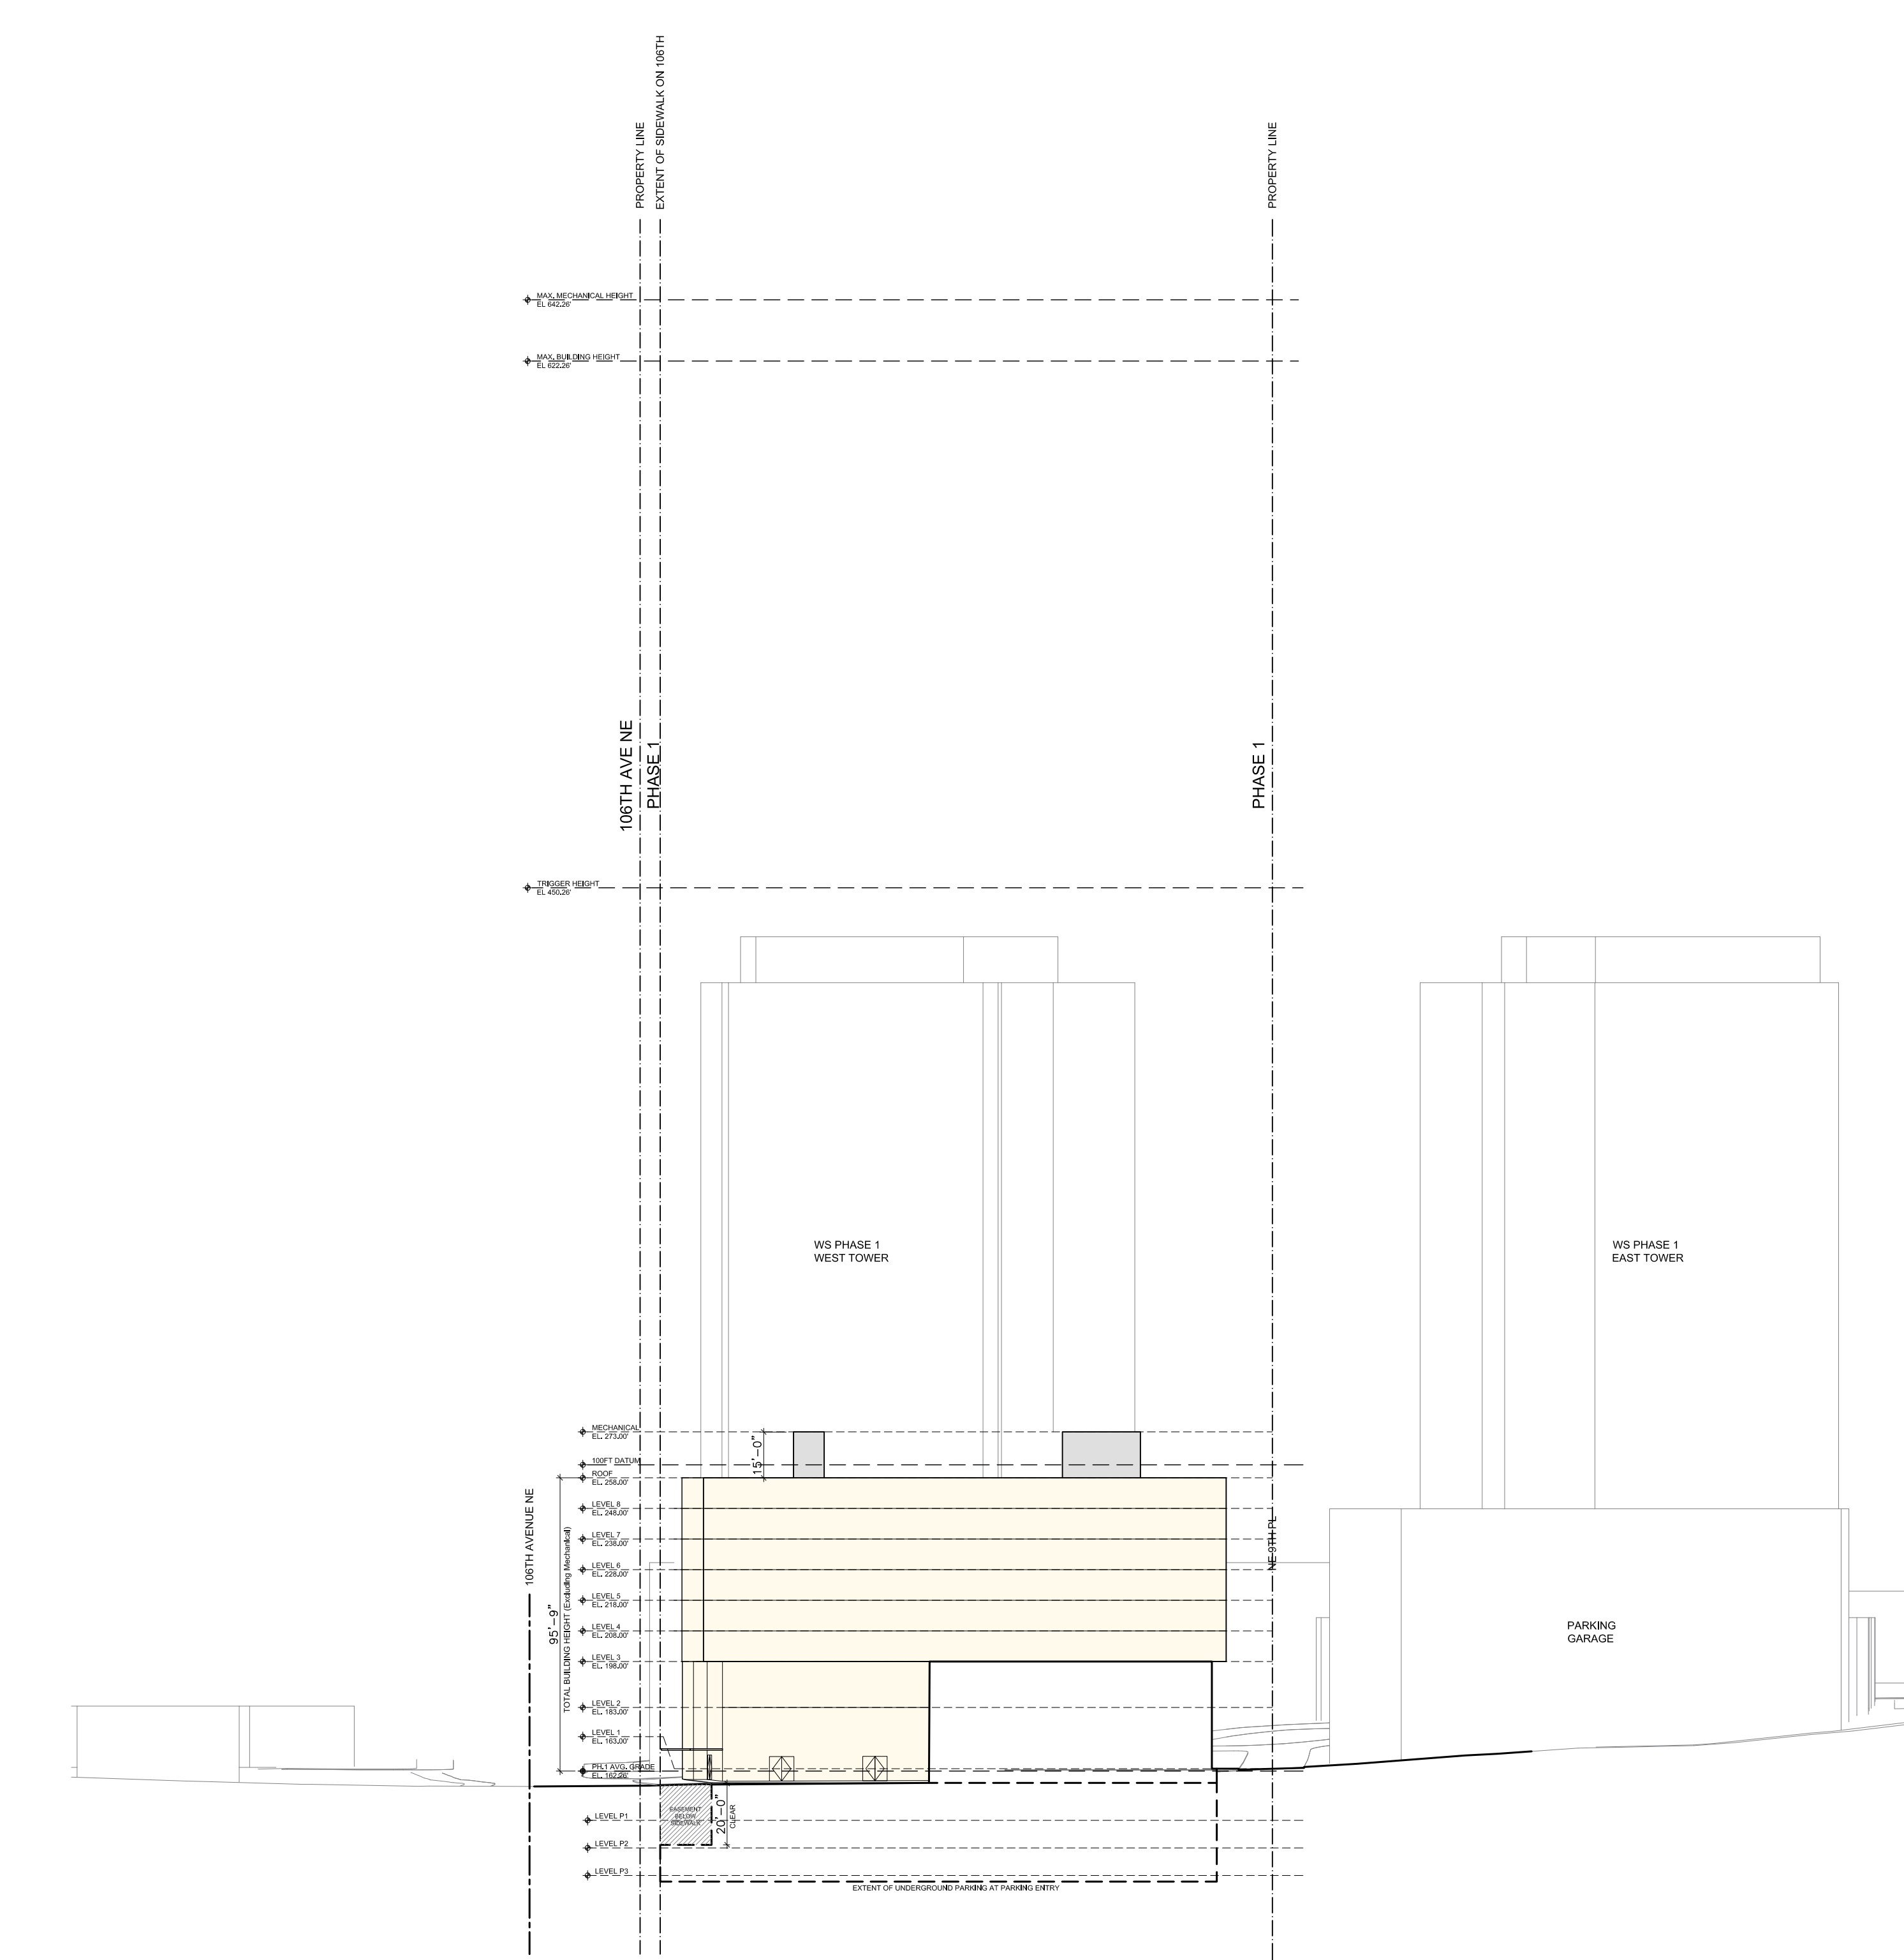 PROPERTY LINE
EXTENT OF SIDEWALK ON 106TH
PROPERTY LINE
MAX. MECHANICAL HEIGHT
EL 642.26'
MAX. BUILDING HEIGHT
EL 622.26'
106TH AVE NE
PHASE 1
PHASE 1
TRIGGER HEIGHT
EL 450.26'
WS PHASE 1
WEST TOWER
WS PHASE 1
EAST TOWER
MECHANICAL
EL. 273.00'
15'-0"
100FT DATUM
ROOF
EL. 258.00'
LEVEL 8
EL. 248.00'
LEVEL 7
EL. 238.00'
LEVEL 6
EL. 228.00'
LEVEL 5
EL. 218.00'
LEVEL 4
EL. 208.00'
LEVEL 3
EL. 198.00'
LEVEL 2
EL. 183.00'
LEVEL 1
EL. 163.00'
PH.1 AVG. GRADE
EL. 162.26'
106TH AVENUE NE
95'-9"
TOTAL BUILDING HEIGHT (Excluding Mechanical)
NE 9TH PL
PARKING
GARAGE
EASEMENT
BELOW
SIDEWALK
20'-0"
CLEAR
LEVEL P1
LEVEL P2
LEVEL P3
EXTENT OF UNDERGROUND PARKING AT PARKING ENTRY